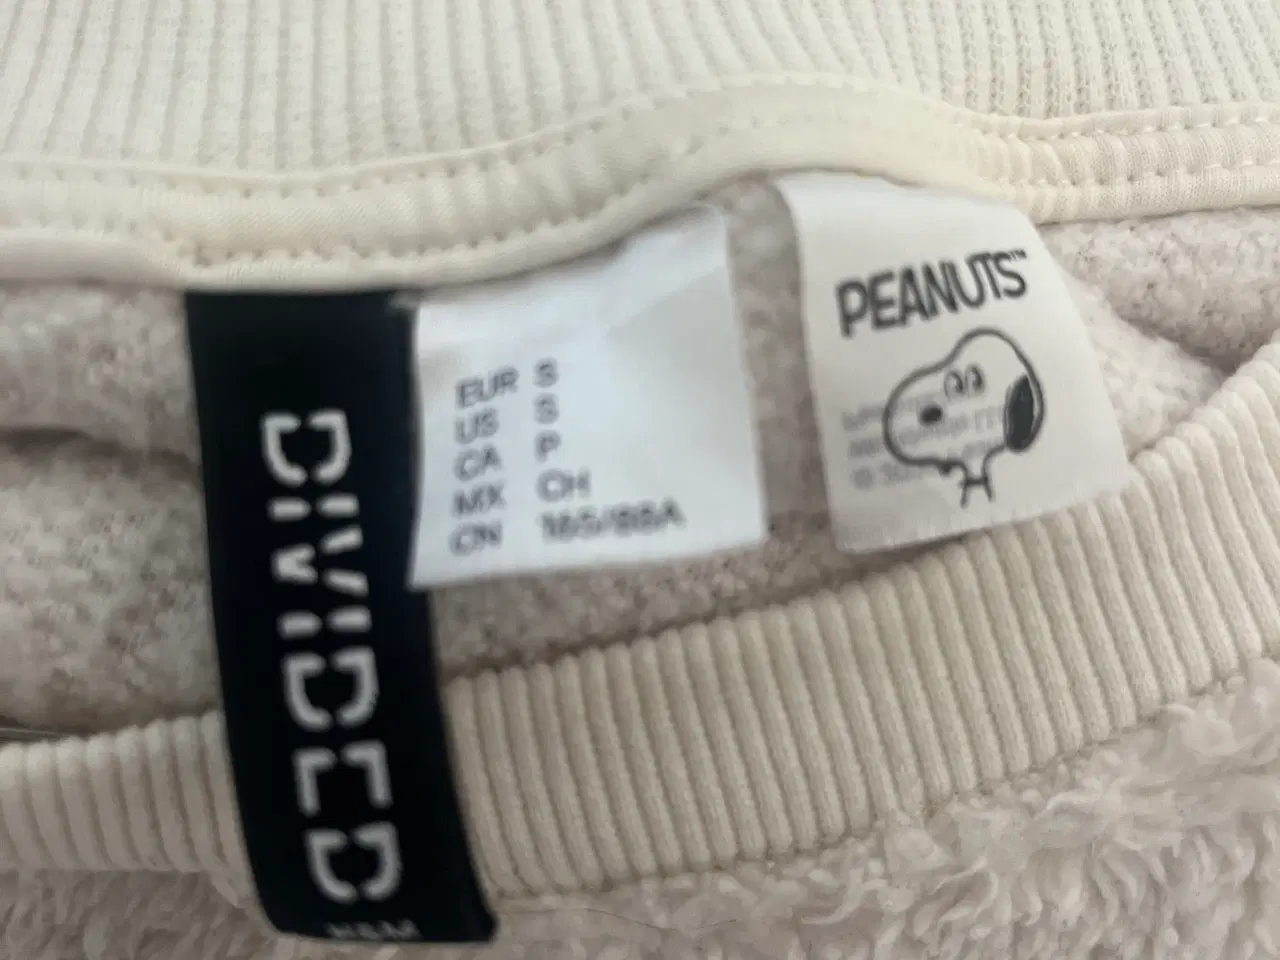 DIVIDED
H&M
EUR S
US S
CA P
MX CH
CN 165/88A
PEANUTS™